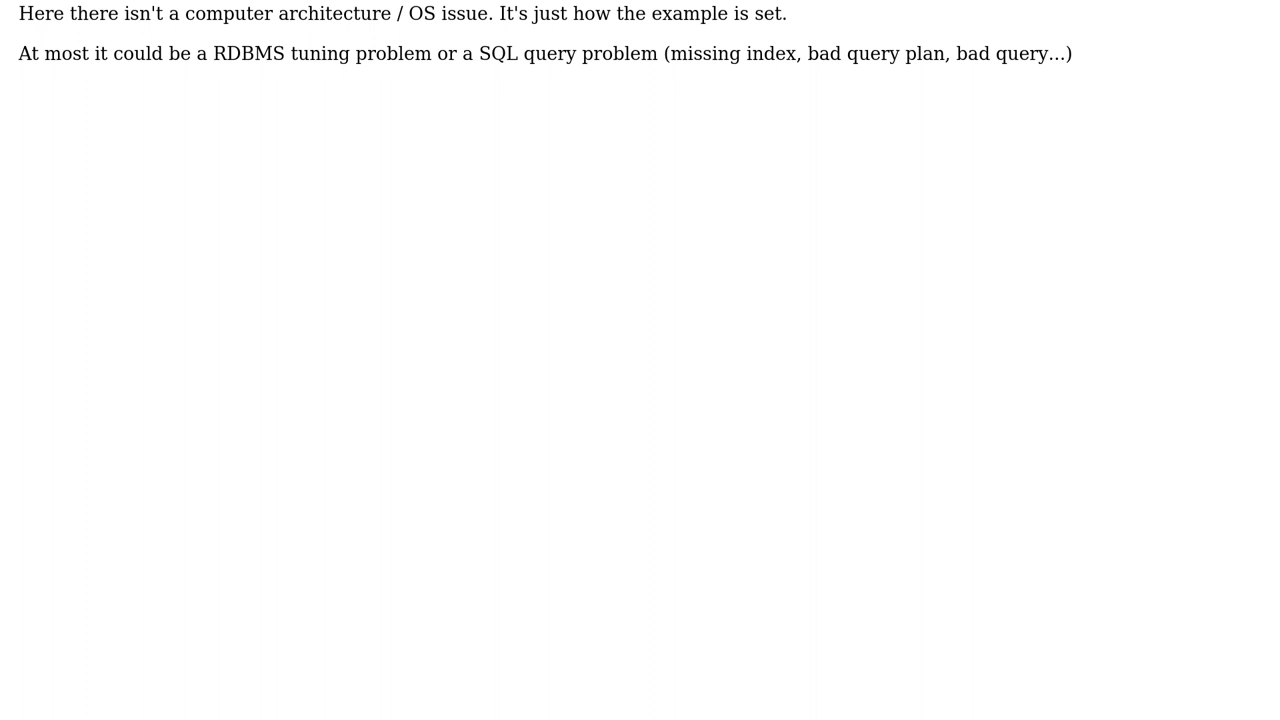 Here there isn't a computer architecture / OS issue. It's just how the example is set.
At most it could be a RDBMS tuning problem or a SQL query problem (missing index, bad query plan, bad query...)